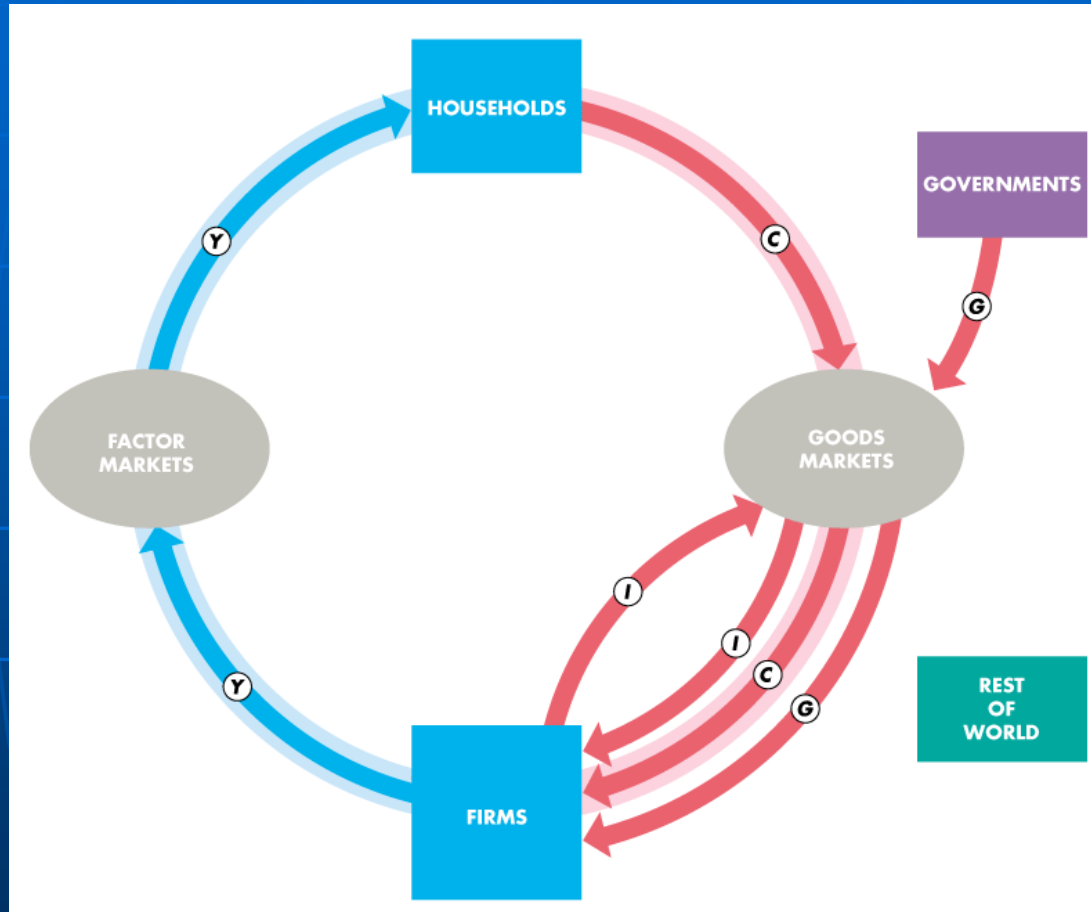 HOUSEHOLDS
GOVERNMENTS
Y
C
G
FACTOR
MARKETS
GOODS
MARKETS
I
I
C
Y
G
REST
OF
WORLD
FIRMS